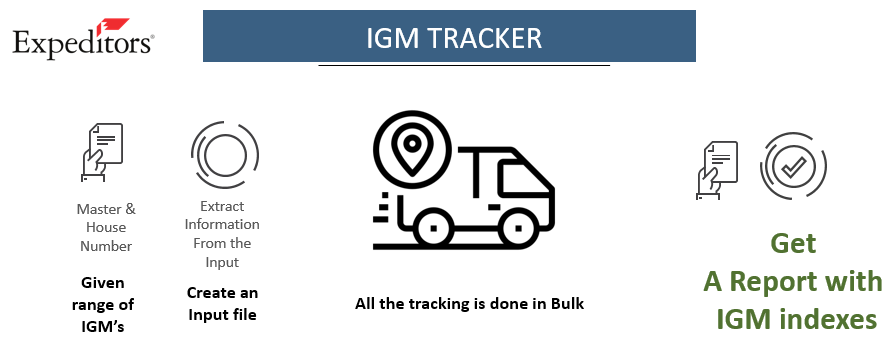 Expeditors®
IGM TRACKER
Master &
House
Number
Given
range of
IGM’s
Extract
Information
From the
Input
Create an
Input file
All the tracking is done in Bulk
Get
A Report with
IGM indexes